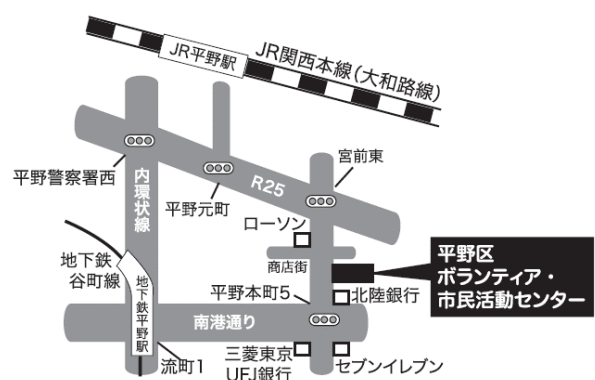 JR平野駅
JR関西本線(大和路線)
宮前東
平野警察署西
内環状線
平野元町
R25
ローソン
商店街
地下鉄
谷町線
地下鉄平野駅
平野本町5
北陸銀行
平野区
ボランティア・
市民活動センター
南港通り
流町1
三菱東京
UFJ銀行
セブンイレブン